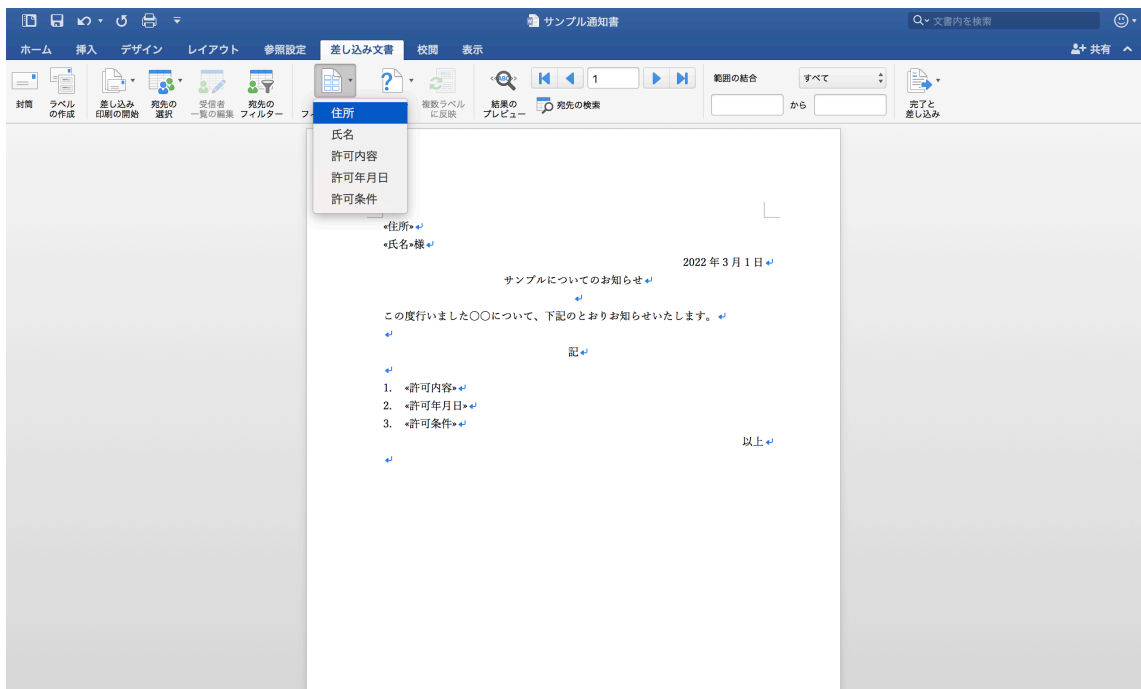 サンプル通知書
文書内を検索
ホーム 挿入 デザイン レイアウト 参照設定 差し込み文書 校閲 表示
共有
封筒
ラベル
の作成
差し込み
印刷の開始
宛先の
選択
受信者
一覧の編集
宛先の
フィルター
複数ラベル
に反映
ABC
結果の
プレビュー
1
宛先の検索
範囲の結合 すべて
から
完了と
差し込み
住所
氏名
許可内容
許可年月日
許可条件
«住所»
«氏名»様
2022 年 3 月 1 日
サンプルについてのお知らせ
この度行いました〇〇について、下記のとおりお知らせいたします。
記
1. «許可内容»
2. «許可年月日»
3. «許可条件»
以上